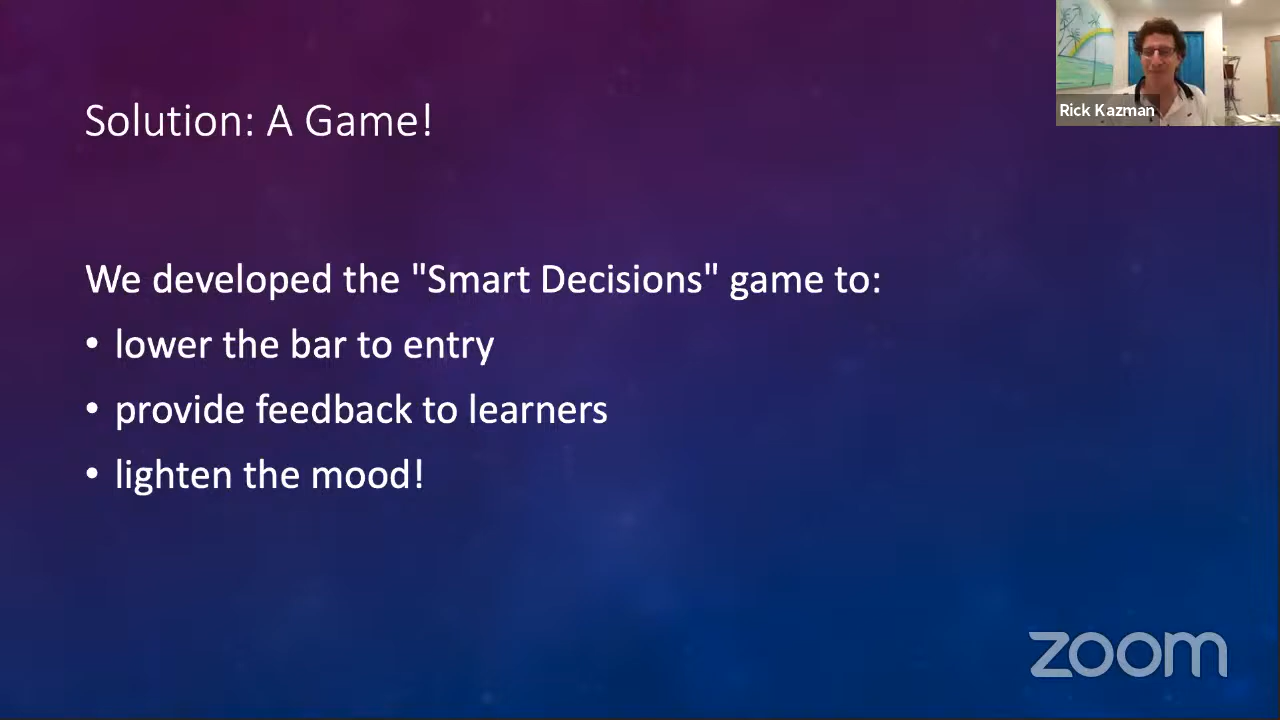 Solution: A Game!
Rick Kazman
We developed the "Smart Decisions" game to:
• lower the bar to entry
• provide feedback to learners
• lighten the mood!
zoom